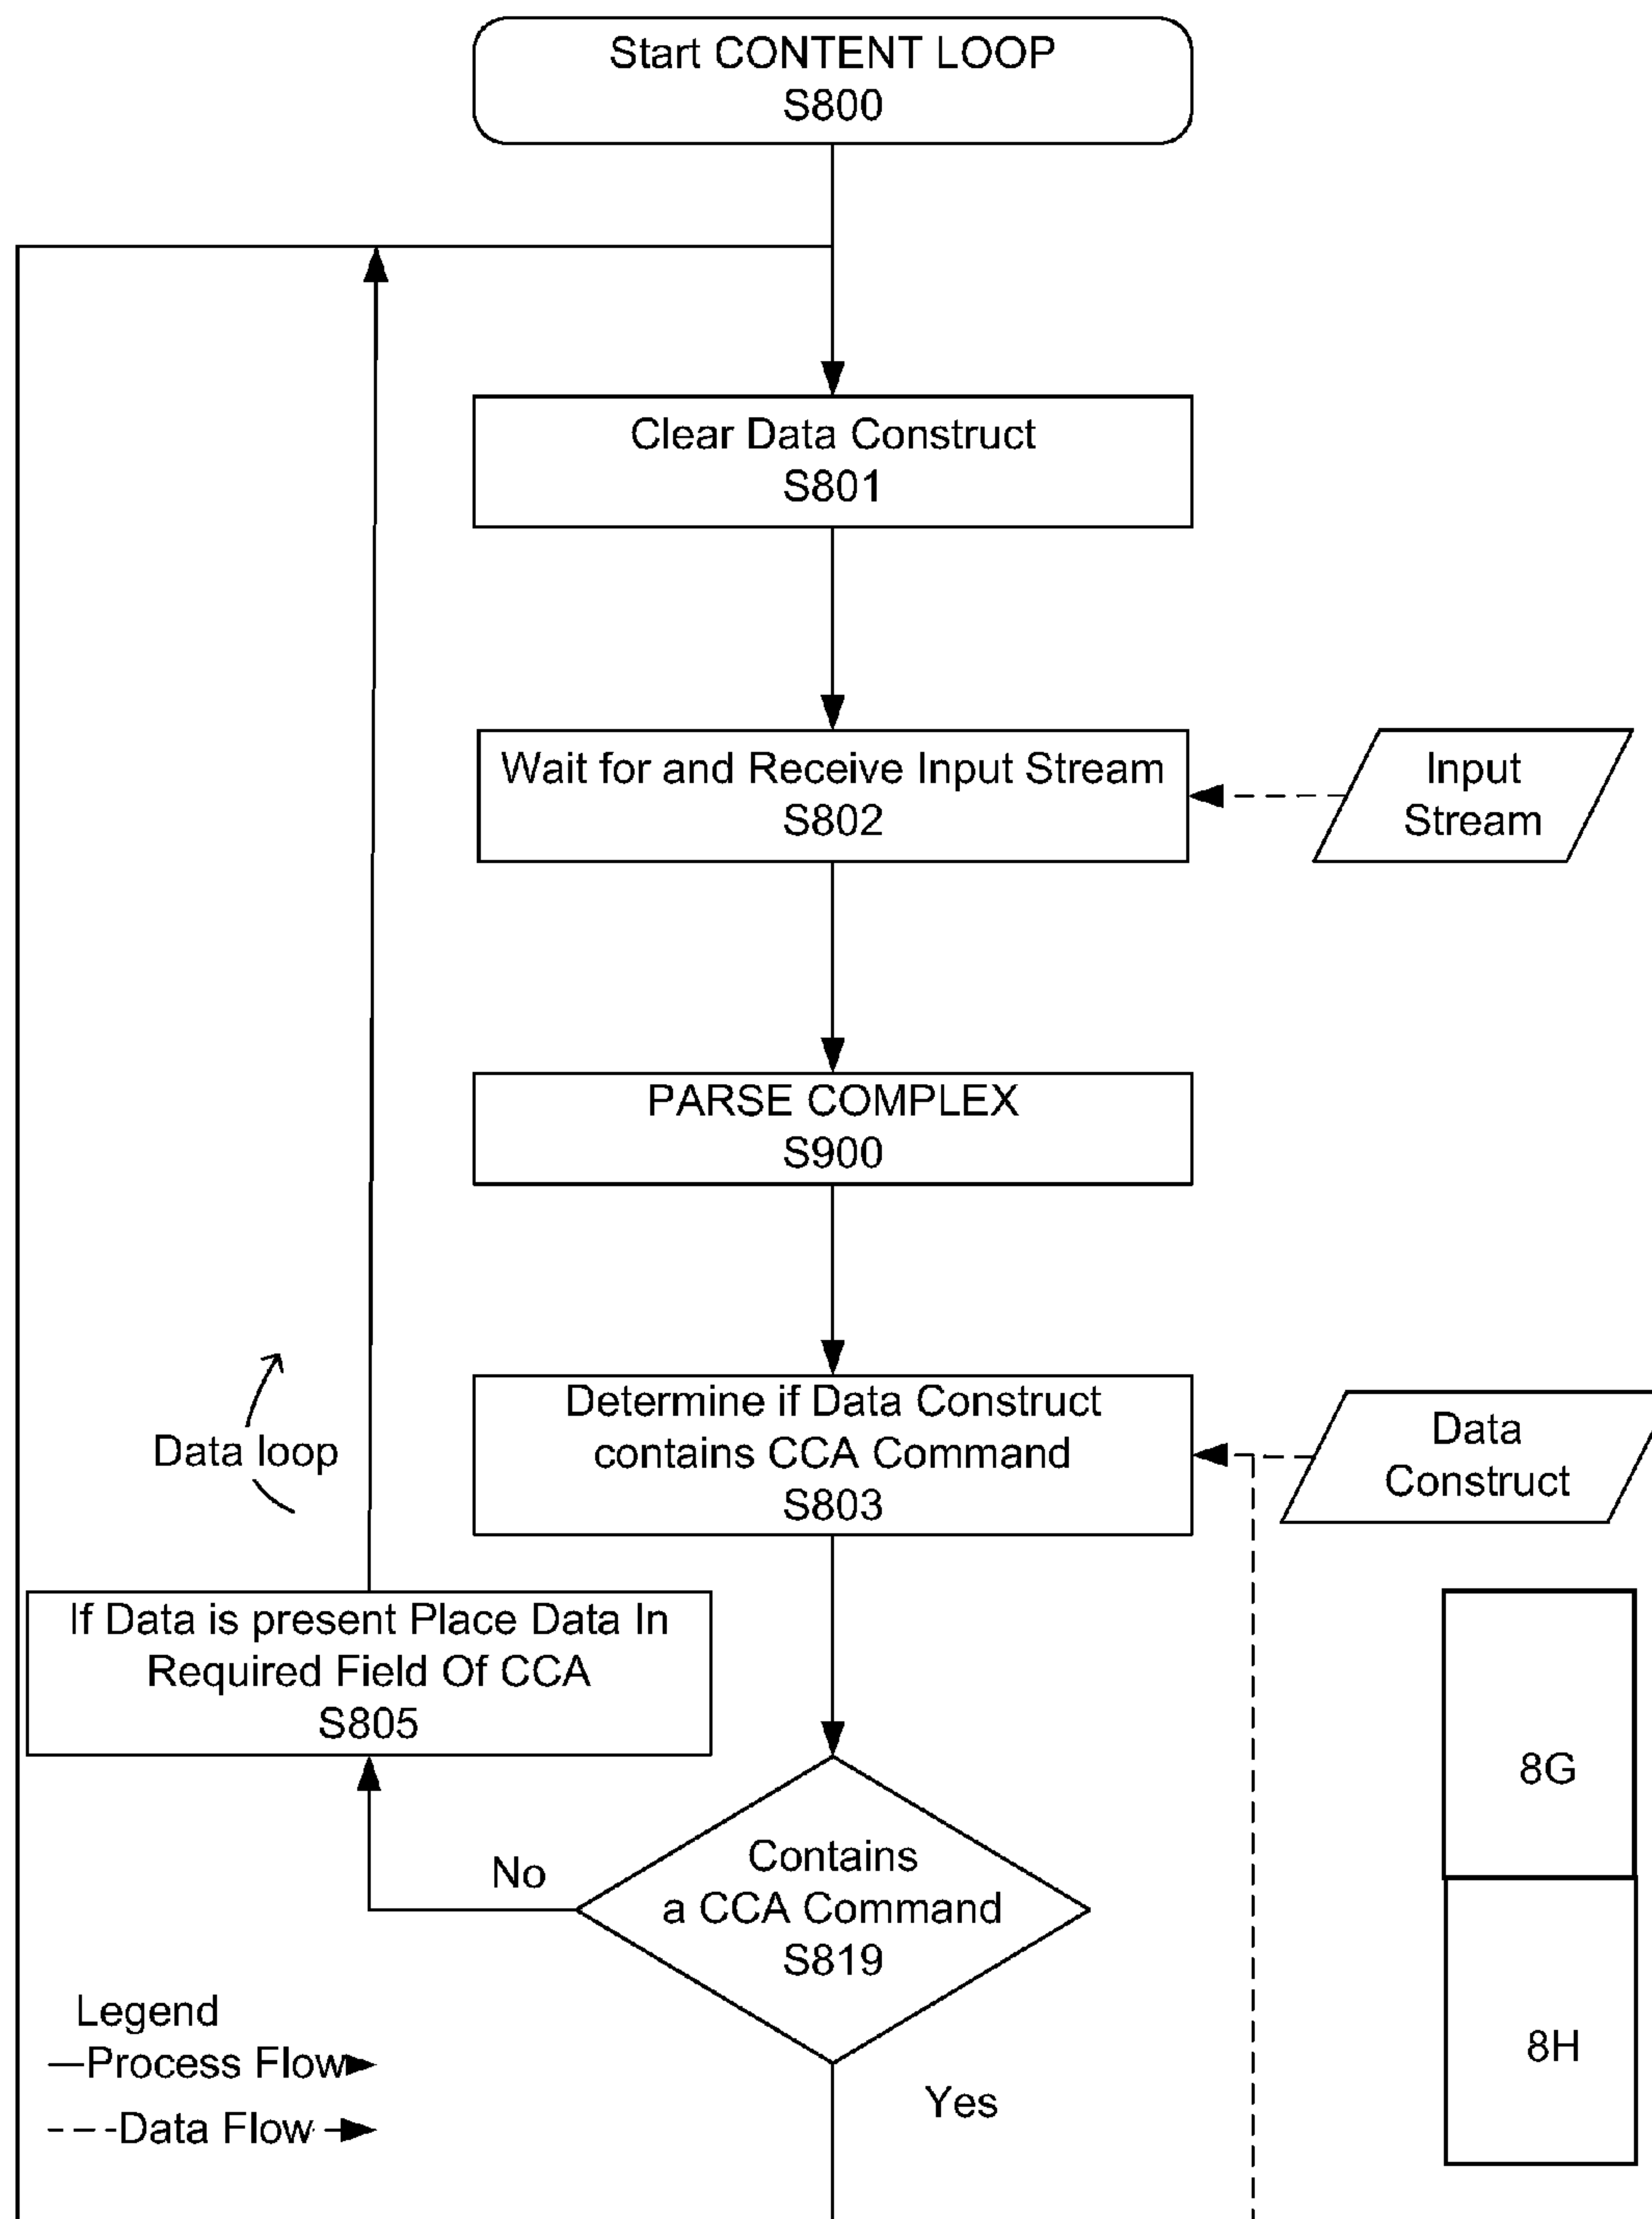 Start CONTENT LOOP
S800
Clear Data Construct
S801
Wait for and Receive Input Stream
S802
Input
Stream
PARSE COMPLEX
S900
Determine if Data Construct
contains CCA Command
S803
Data
Construct
Data loop
If Data is present Place Data In
Required Field Of CCA
S805
8G
No
Contains
a CCA Command
S819
Legend
Process Flow
Data Flow
Yes
8H